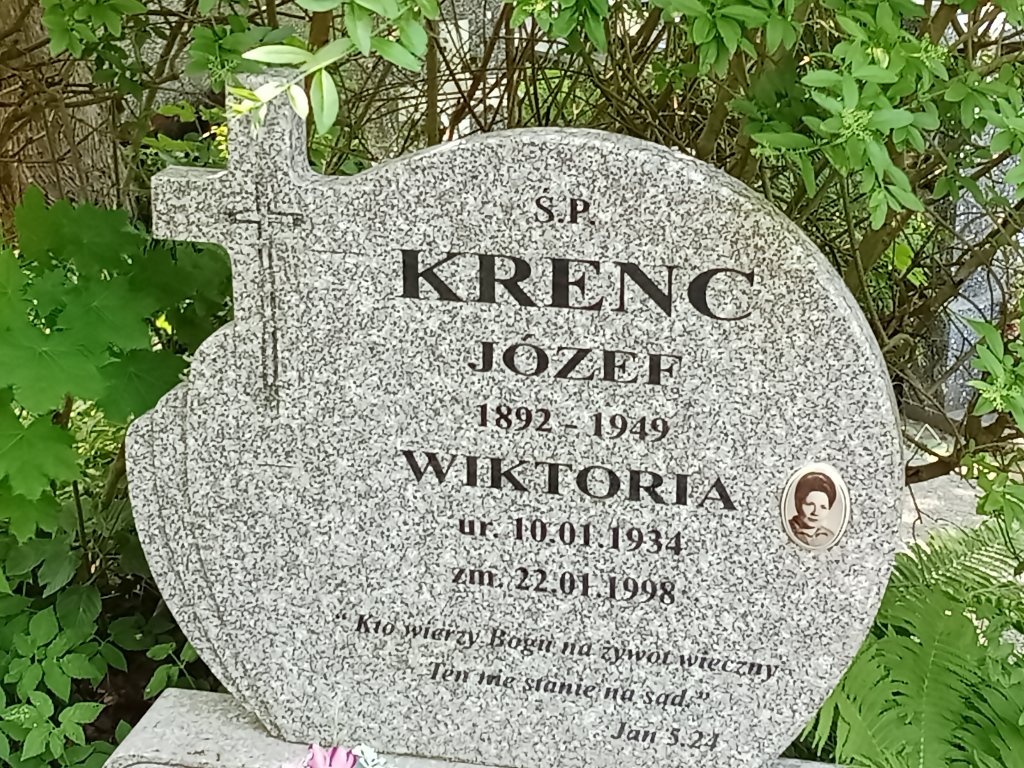 Ś.P.
KRENC
JÓZEF
1892 - 1949
WIKTORIA
ur. 10.01.1934
zm. 22.01.1998
“ Kto wierzy Bogu na żywot wieczny
Ten nie stanie na sąd.”
Jan 5.24